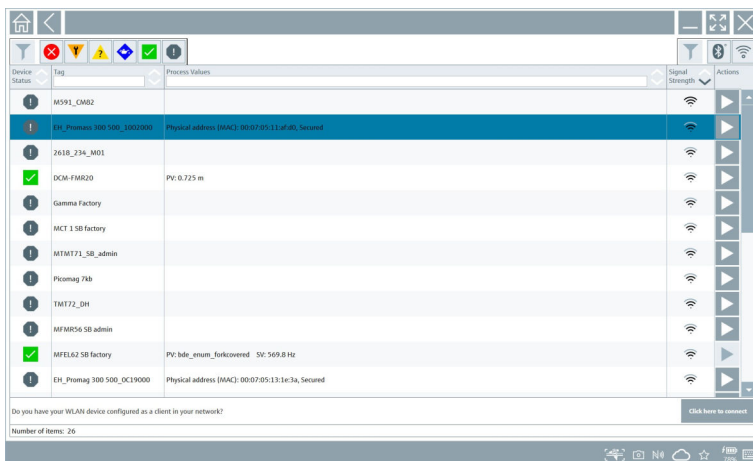 Device Status
Tag
Process Values
Signal Strength
Actions
M591_CM82
EH_Promass 300 500_1002000 Physical address (MAC): 00:07:05:11:af:d0, Secured
2618_234_M01
DCM-FMR20 PV: 0.725 m
Gamma Factory
MCT 1 SB factory
MTMT71_SB_admin
Picomag 7kb
TMT72_DH
MFMR56 SB admin
MFEL62 SB factory PV: bde_enum_forkcovered SV: 569.8 Hz
EH_Promag 300 500_0C19000 Physical address (MAC): 00:07:05:13:1e:3a, Secured
Do you have your WLAN device configured as a client in your network? Click here to connect
Number of items: 26
78%